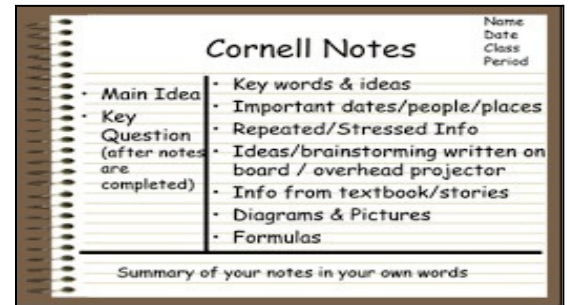 Name
Date
Class
Period
Cornell Notes
• Main Idea
• Key
Question
(after notes
are
completed)
• Key words & ideas
• Important dates/people/places
• Repeated/Stressed Info
• Ideas/brainstorming written on
board / overhead projector
• Info from textbook/stories
• Diagrams & Pictures
• Formulas
Summary of your notes in your own words